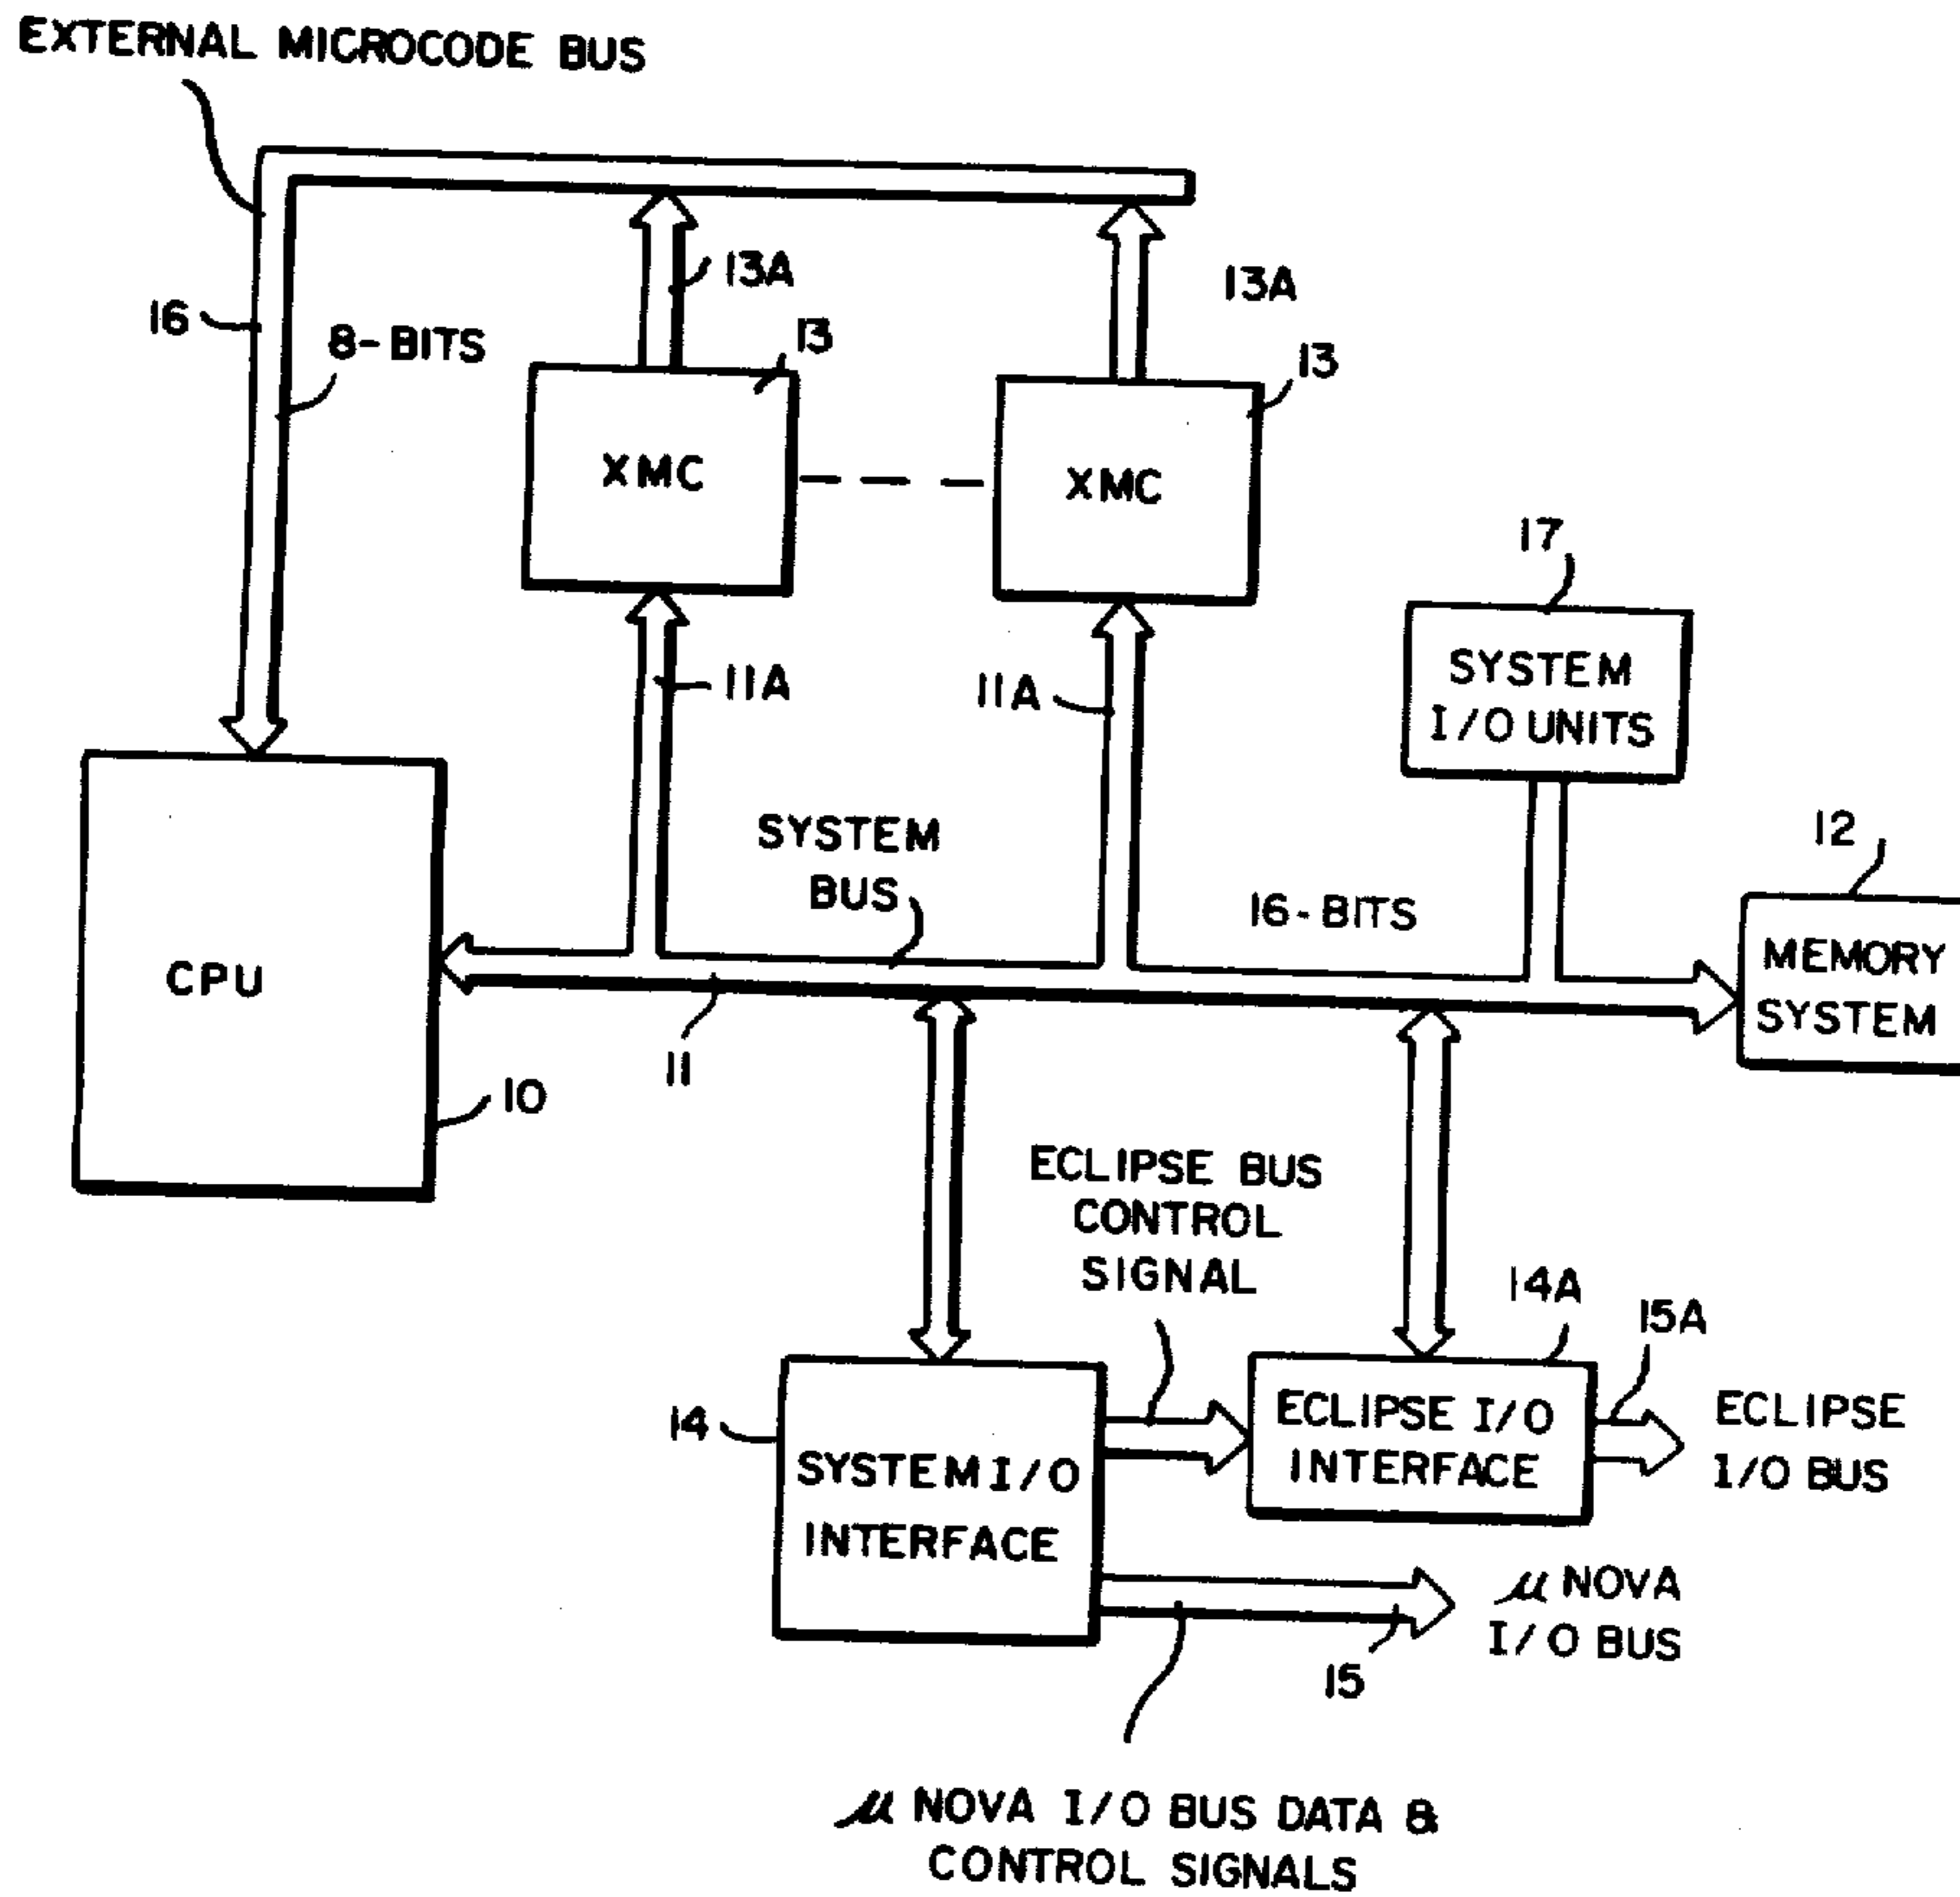 EXTERNAL MICROCODE BUS
13A
13A
16
8-BITS
13
13
XMC
XMC
17
SYSTEM
I/O UNITS
11A
11A
SYSTEM
BUS
16-BITS
12
MEMORY
SYSTEM
CPU
11
10
ECLIPSE BUS
CONTROL
SIGNAL
14A
15A
14
SYSTEM I/O
INTERFACE
ECLIPSE I/O
INTERFACE
ECLIPSE
I/O BUS
μ NOVA
I/O BUS
15
μ NOVA I/O BUS DATA &
CONTROL SIGNALS